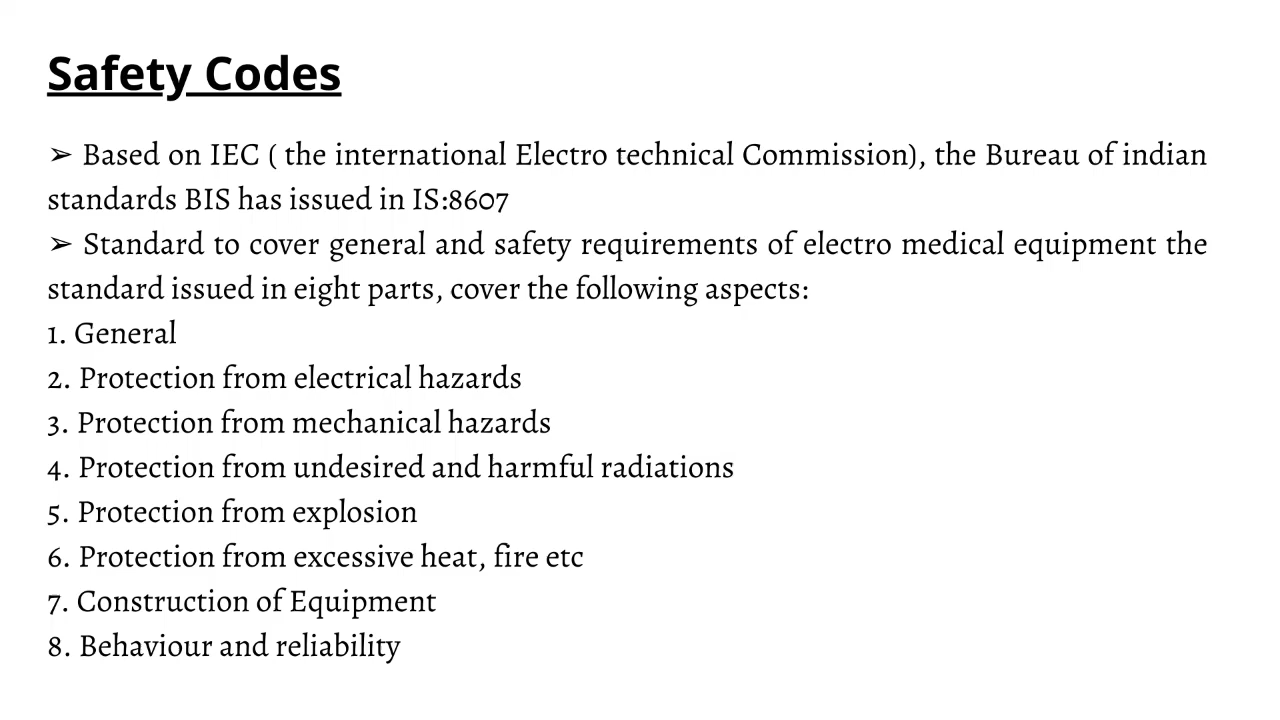 Safety Codes
➢ Based on IEC ( the international Electro technical Commission), the Bureau of indian
standards BIS has issued in IS:8607
➢ Standard to cover general and safety requirements of electro medical equipment the
standard issued in eight parts, cover the following aspects:
1. General
2. Protection from electrical hazards
3. Protection from mechanical hazards
4. Protection from undesired and harmful radiations
5. Protection from explosion
6. Protection from excessive heat, fire etc
7. Construction of Equipment
8. Behaviour and reliability